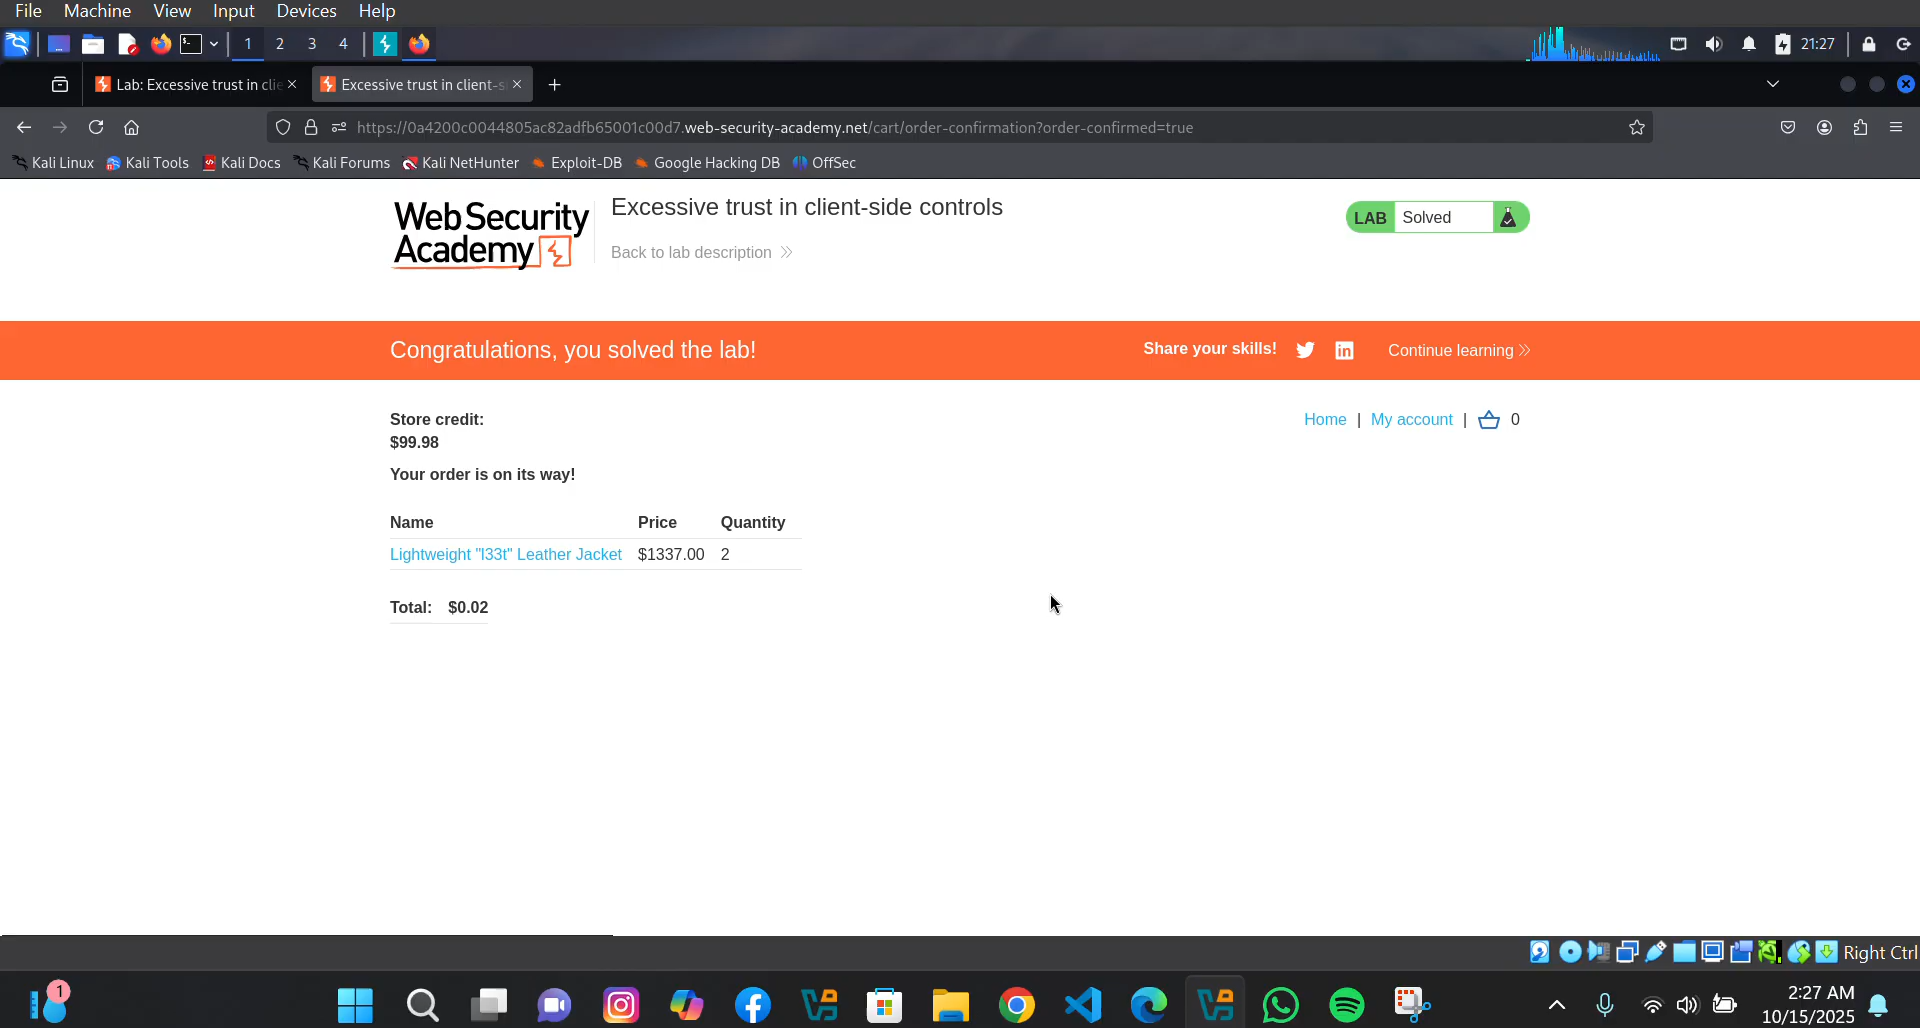 File Machine View Input Devices Help
1 2 3 4 21:27
Lab: Excessive trust in clie Excessive trust in client-s
https://0a4200c0044805ac82adfb65001c00d7.web-security-academy.net/cart/order-confirmation?order-confirmed=true
Kali Linux Kali Tools Kali Docs Kali Forums Kali NetHunter Exploit-DB Google Hacking DB OffSec
WebSecurity
Academy
Excessive trust in client-side controls
Back to lab description
LAB Solved
Congratulations, you solved the lab!
Share your skills! Continue learning
Store credit:
$99.98
Home | My account | 0
Your order is on its way!
Name Price Quantity
Lightweight "l33t" Leather Jacket $1337.00 2
Total: $0.02
Right Ctrl
1
2:27 AM
10/15/2025